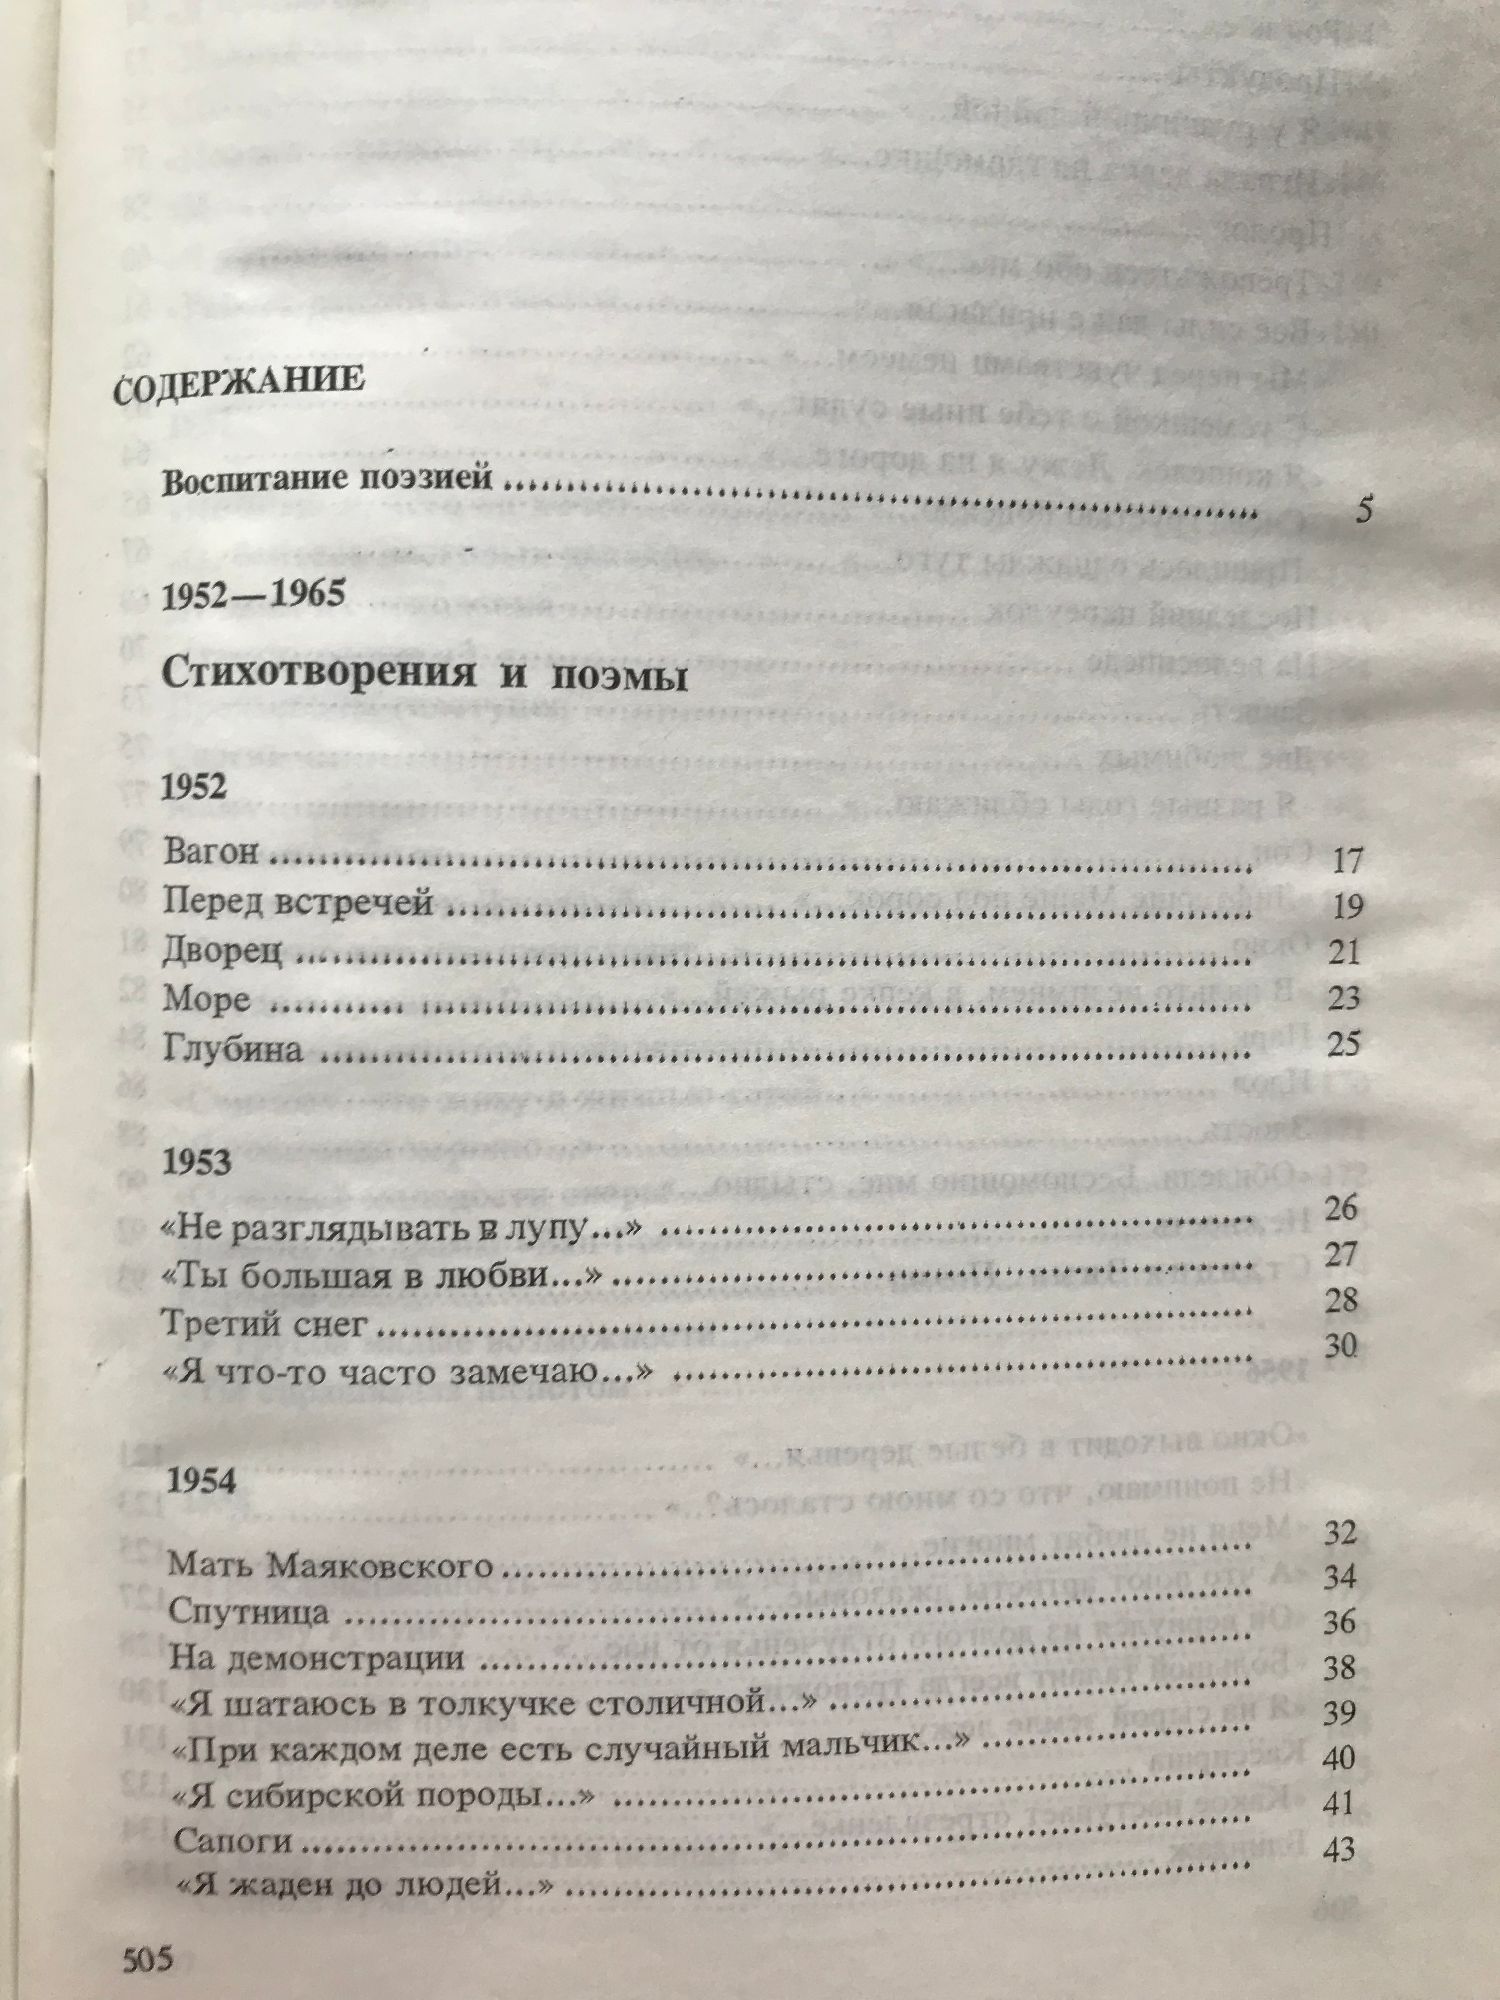 СОДЕРЖАНИЕ
Воспитание поэзией ........ 5
1952—1965
Стихотворения и поэмы
1952
Вагон ........ 17
Перед встречей ........ 19
Дворец ........ 21
Море ........ 23
Глубина ........ 25
1953
«Не разглядывать в лупу...» ........ 26
«Ты большая в любви...» ........ 27
Третий снег ........ 28
«Я что-то часто замечаю...» ........ 30
1954
Мать Маяковского ........ 32
Спутница ........ 34
На демонстрации ........ 36
«Я шатаюсь в толкучке столичной...» ........ 38
«При каждом деле есть случайный мальчик...» ........ 39
«Я сибирской породы...» ........ 40
Сапоги ........ 41
«Я жаден до людей...» ........ 43
505